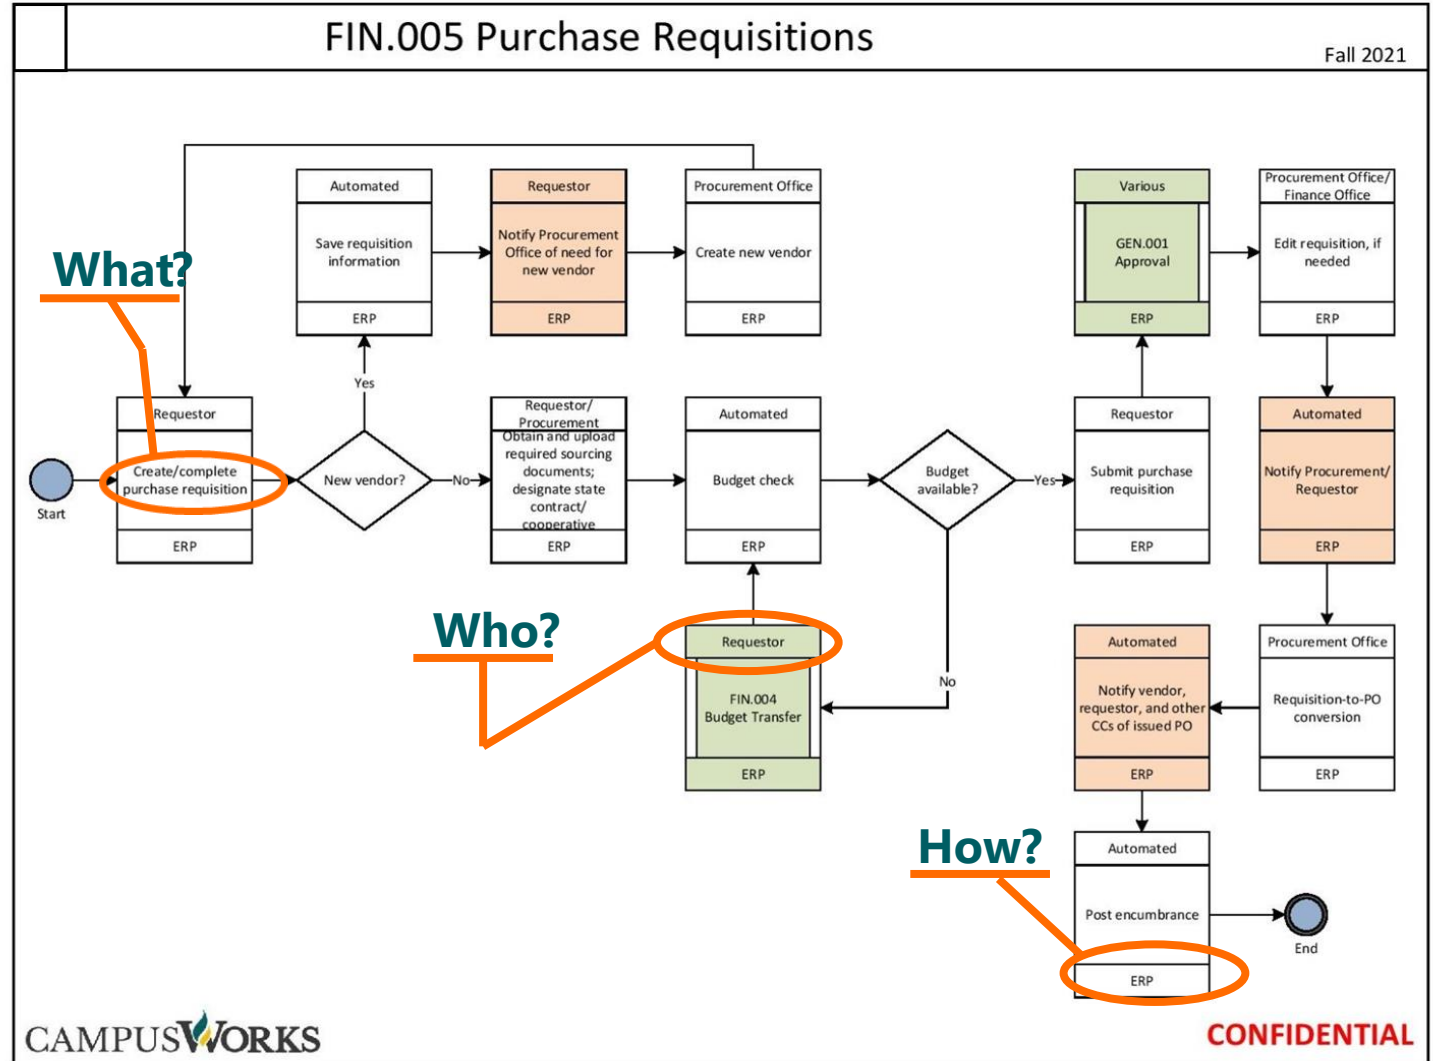 FIN.005 Purchase Requisitions
Fall 2021
Automated
Save requisition
information
ERP
Requestor
Notify Procurement
Office of need for
new vendor
ERP
Procurement Office
Create new vendor
ERP
Various
GEN.001
Approval
ERP
Procurement Office/
Finance Office
Edit requisition, if
needed
ERP
What?
Yes
Requestor
Create/complete
purchase requisition
ERP
Start
New vendor?
No
Requestor/
Procurement
Obtain and upload
required sourcing
documents;
designate state
contract/
cooperative
ERP
Automated
Budget check
ERP
Budget
available?
Yes
Requestor
Submit purchase
requisition
ERP
Automated
Notify Procurement/
Requestor
ERP
Who?
Requestor
FIN.004
Budget Transfer
ERP
No
Automated
Notify vendor,
requestor, and other
CCs of issued PO
ERP
Procurement Office
Requisition-to-PO
conversion
ERP
How?
Automated
Post encumbrance
ERP
End
CAMPUSWORKS
CONFIDENTIAL